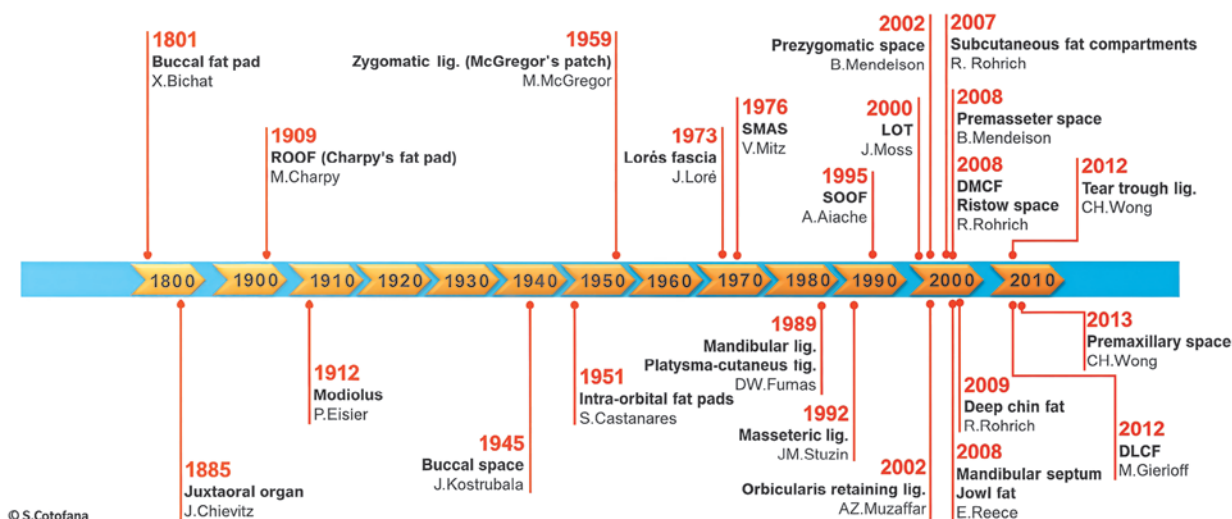 1801
Buccal fat pad
X.Bichat
1909
ROOF (Charpy's fat pad)
M.Charpy
1959
Zygomatic lig. (McGregor's patch)
M.McGregor
1973
Lorés fascia
J.Loré
1976
SMAS
V.Mitz
1995
SOOF
A.Aiache
2000
LOT
J.Moss
2002
Prezygomatic space
B.Mendelson
2007
Subcutaneous fat compartments
R. Rohrich
2008
Premasseter space
B.Mendelson
2008
DMCF
Ristow space
R.Rohrich
2012
Tear trough lig.
CH.Wong
1800 1900 1910 1920 1930 1940 1950 1960 1970 1980 1990 2000 2010
1885
Juxtaoral organ
J.Chievitz
1912
Modiolus
P.Eisier
1945
Buccal space
J.Kostrubala
1951
Intra-orbital fat pads
S.Castanares
1989
Mandibular lig.
Platysma-cutaneus lig.
DW.Furnas
1992
Masseteric lig.
JM.Stuzin
2002
Orbicularis retaining lig.
AZ.Muzaffar
2009
Deep chin fat
R.Rohrich
2008
Mandibular septum
Jowl fat
E.Reece
2013
Premaxillary space
CH.Wong
2012
DLCF
M.Gierloff
© S.Cotofana